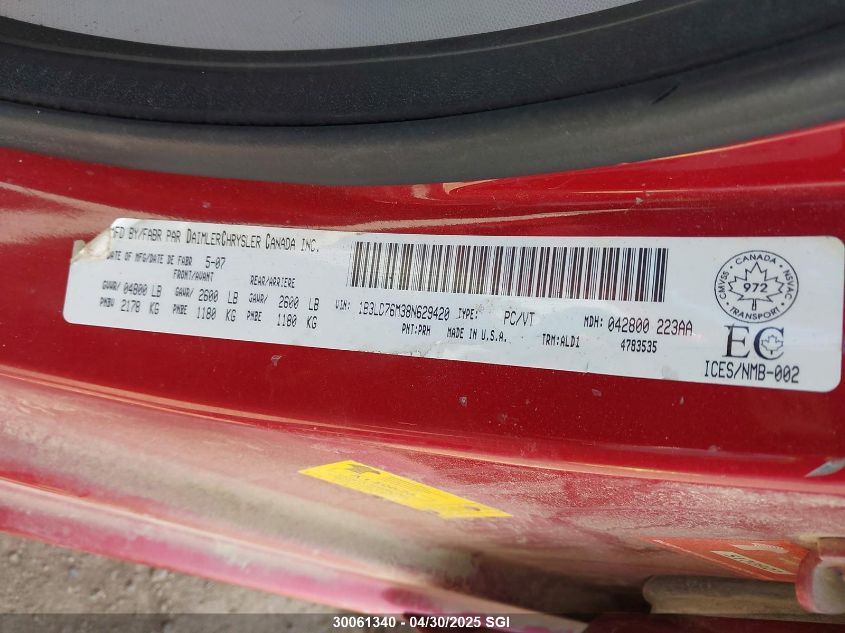 MFD BY/FABR PAR DAIMLERCHRYSLER CANADA INC.
DATE OF MFG/DATE DE FABR 5-07
FRONT/AVANT REAR/ARRIERE
GVWR/ 04800 LB GAWR/ 2600 LB GAWR/ 2600 LB
PNBV 2178 KG PNBE 1180 KG PNBE 1180 KG
VIN: 1B3LC76M38N629420 TYPE: PC/VT MDH: 042800 223AA
PNT:PRH MADE IN U.S.A. TRM:ALD1 4783535
CMVSS CANADA NSVAC
972
TRANSPORT
EC
ICES/NMB-002
30061340 - 04/30/2025 SGI